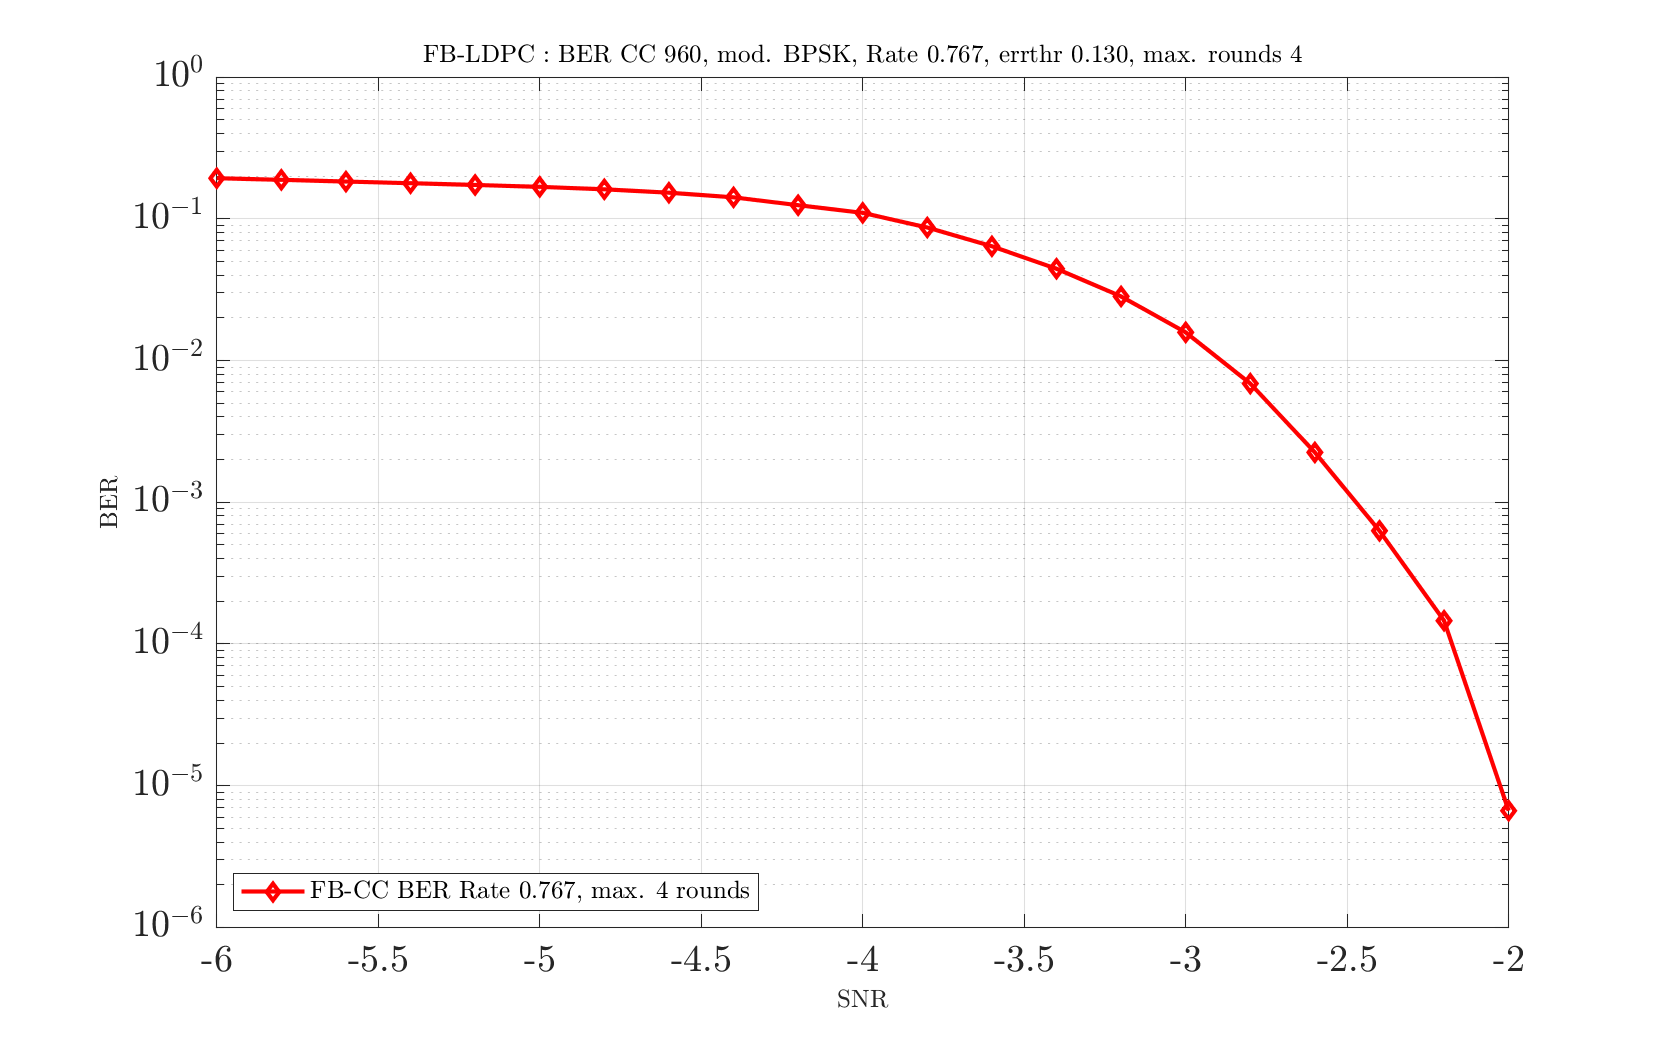 FB-LDPC : BER CC 960, mod. BPSK, Rate 0.767, errthr 0.130, max. rounds 4
10^0
10^-1
10^-2
10^-3
10^-4
10^-5
10^-6
BER
FB-CC BER Rate 0.767, max. 4 rounds
-6 -5.5 -5 -4.5 -4 -3.5 -3 -2.5 -2
SNR